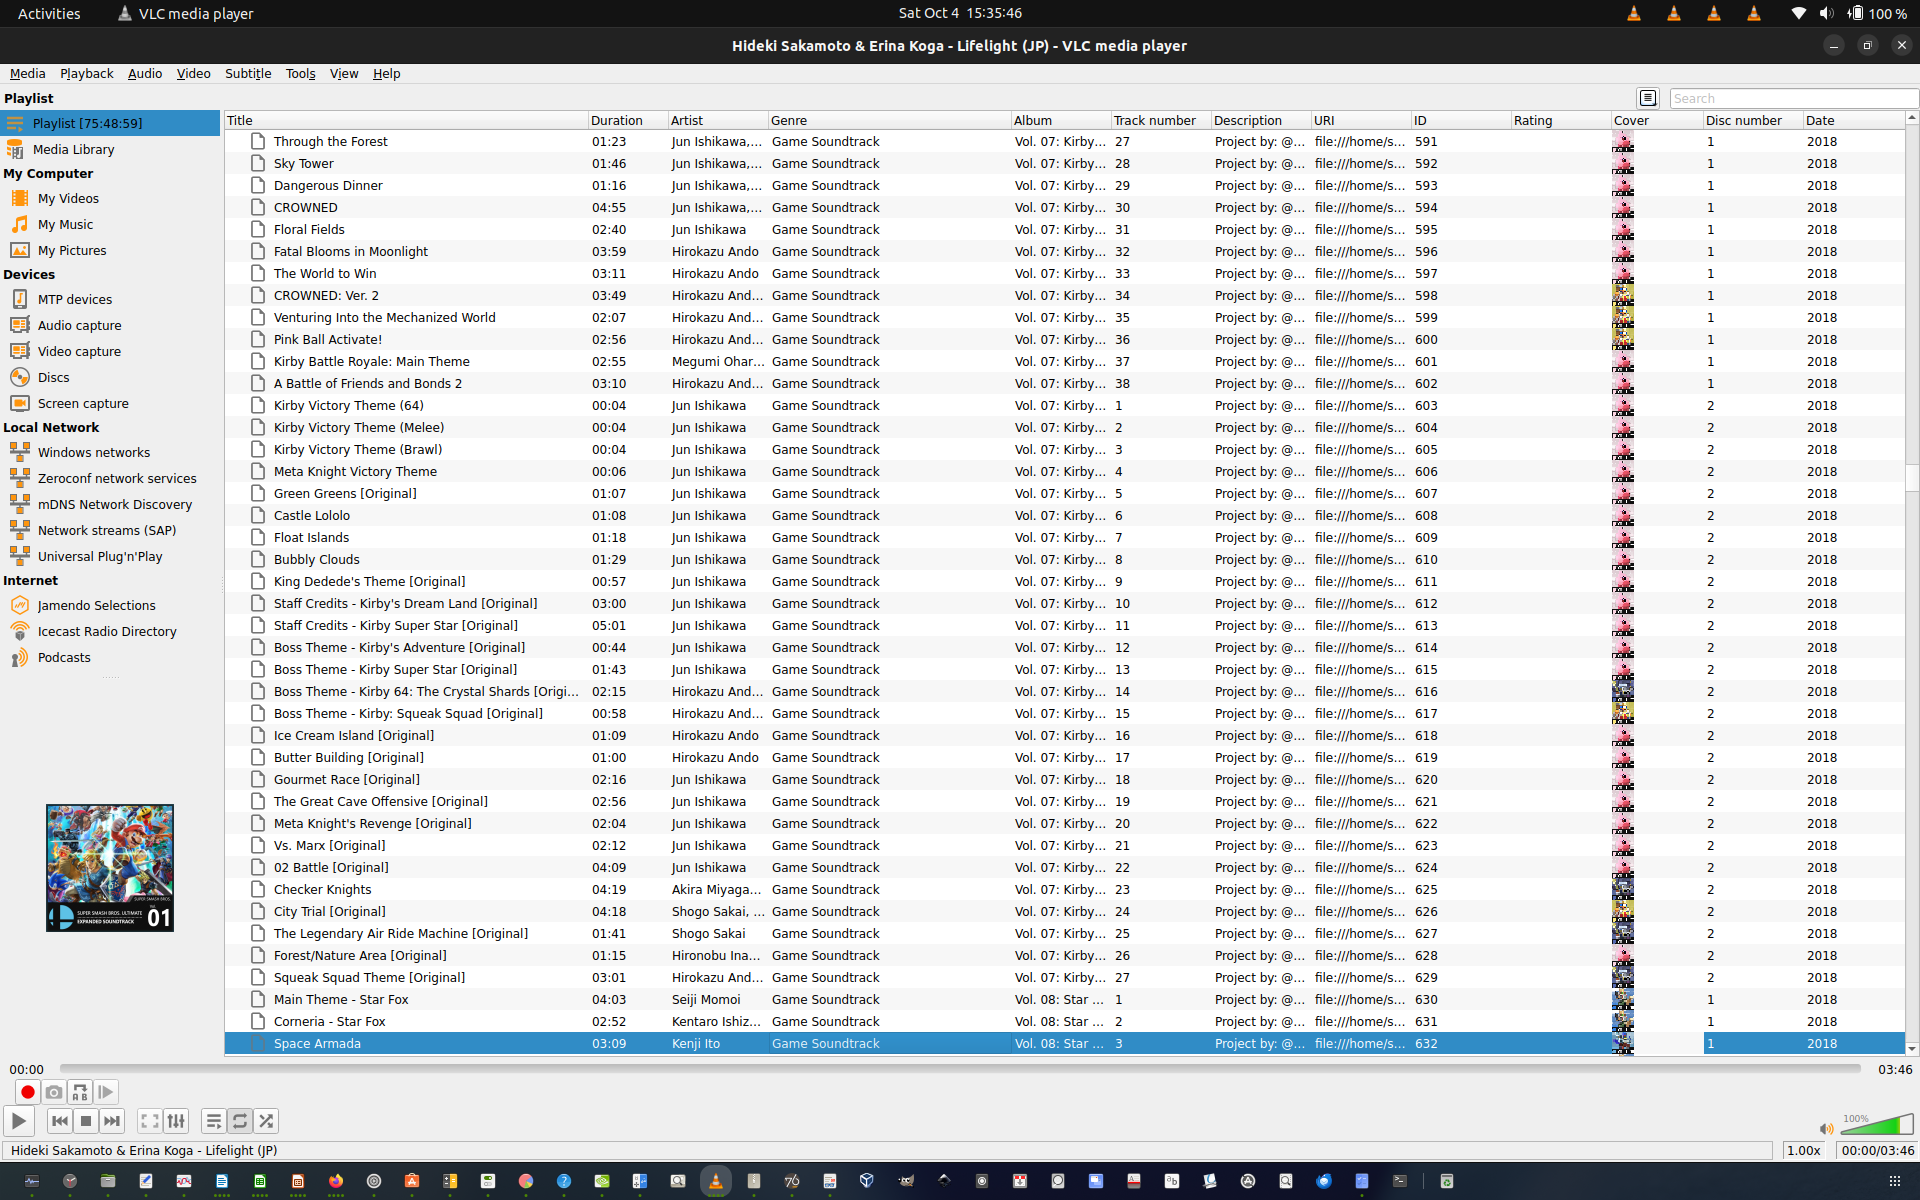 Activities VLC media player Sat Oct 4 15:35:46 100 %
Hideki Sakamoto & Erina Koga - Lifelight (JP) - VLC media player
Media Playback Audio Video Subtitle Tools View Help
Playlist Search
Playlist [75:48:59]
Media Library
My Computer
My Videos
My Music
My Pictures
Devices
MTP devices
Audio capture
Video capture
Discs
Screen capture
Local Network
Windows networks
Zeroconf network services
mDNS Network Discovery
Network streams (SAP)
Universal Plug'n'Play
Internet
Jamendo Selections
Icecast Radio Directory
Podcasts
SUPER SMASH BROS. ULTIMATE
EXPANDED SOUNDTRACK
01
Title Duration Artist Genre Album Track number Description URI ID Rating Cover Disc number Date
Through the Forest 01:23 Jun Ishikawa,... Game Soundtrack Vol. 07: Kirby... 27 Project by: @... file:///home/s... 591 1 2018
Sky Tower 01:46 Jun Ishikawa,... Game Soundtrack Vol. 07: Kirby... 28 Project by: @... file:///home/s... 592 1 2018
Dangerous Dinner 01:16 Jun Ishikawa,... Game Soundtrack Vol. 07: Kirby... 29 Project by: @... file:///home/s... 593 1 2018
CROWNED 04:55 Jun Ishikawa,... Game Soundtrack Vol. 07: Kirby... 30 Project by: @... file:///home/s... 594 1 2018
Floral Fields 02:40 Jun Ishikawa Game Soundtrack Vol. 07: Kirby... 31 Project by: @... file:///home/s... 595 1 2018
Fatal Blooms in Moonlight 03:59 Hirokazu Ando Game Soundtrack Vol. 07: Kirby... 32 Project by: @... file:///home/s... 596 1 2018
The World to Win 03:11 Hirokazu Ando Game Soundtrack Vol. 07: Kirby... 33 Project by: @... file:///home/s... 597 1 2018
CROWNED: Ver. 2 03:49 Hirokazu And... Game Soundtrack Vol. 07: Kirby... 34 Project by: @... file:///home/s... 598 1 2018
Venturing Into the Mechanized World 02:07 Hirokazu And... Game Soundtrack Vol. 07: Kirby... 35 Project by: @... file:///home/s... 599 1 2018
Pink Ball Activate! 02:56 Hirokazu And... Game Soundtrack Vol. 07: Kirby... 36 Project by: @... file:///home/s... 600 1 2018
Kirby Battle Royale: Main Theme 02:55 Megumi Ohar... Game Soundtrack Vol. 07: Kirby... 37 Project by: @... file:///home/s... 601 1 2018
A Battle of Friends and Bonds 2 03:10 Hirokazu And... Game Soundtrack Vol. 07: Kirby... 38 Project by: @... file:///home/s... 602 1 2018
Kirby Victory Theme (64) 00:04 Jun Ishikawa Game Soundtrack Vol. 07: Kirby... 1 Project by: @... file:///home/s... 603 2 2018
Kirby Victory Theme (Melee) 00:04 Jun Ishikawa Game Soundtrack Vol. 07: Kirby... 2 Project by: @... file:///home/s... 604 2 2018
Kirby Victory Theme (Brawl) 00:04 Jun Ishikawa Game Soundtrack Vol. 07: Kirby... 3 Project by: @... file:///home/s... 605 2 2018
Meta Knight Victory Theme 00:06 Jun Ishikawa Game Soundtrack Vol. 07: Kirby... 4 Project by: @... file:///home/s... 606 2 2018
Green Greens [Original] 01:07 Jun Ishikawa Game Soundtrack Vol. 07: Kirby... 5 Project by: @... file:///home/s... 607 2 2018
Castle Lololo 01:08 Jun Ishikawa Game Soundtrack Vol. 07: Kirby... 6 Project by: @... file:///home/s... 608 2 2018
Float Islands 01:18 Jun Ishikawa Game Soundtrack Vol. 07: Kirby... 7 Project by: @... file:///home/s... 609 2 2018
Bubbly Clouds 01:29 Jun Ishikawa Game Soundtrack Vol. 07: Kirby... 8 Project by: @... file:///home/s... 610 2 2018
King Dedede's Theme [Original] 00:57 Jun Ishikawa Game Soundtrack Vol. 07: Kirby... 9 Project by: @... file:///home/s... 611 2 2018
Staff Credits - Kirby's Dream Land [Original] 03:00 Jun Ishikawa Game Soundtrack Vol. 07: Kirby... 10 Project by: @... file:///home/s... 612 2 2018
Staff Credits - Kirby Super Star [Original] 05:01 Jun Ishikawa Game Soundtrack Vol. 07: Kirby... 11 Project by: @... file:///home/s... 613 2 2018
Boss Theme - Kirby's Adventure [Original] 00:44 Jun Ishikawa Game Soundtrack Vol. 07: Kirby... 12 Project by: @... file:///home/s... 614 2 2018
Boss Theme - Kirby Super Star [Original] 01:43 Jun Ishikawa Game Soundtrack Vol. 07: Kirby... 13 Project by: @... file:///home/s... 615 2 2018
Boss Theme - Kirby 64: The Crystal Shards [Origi... 02:15 Hirokazu And... Game Soundtrack Vol. 07: Kirby... 14 Project by: @... file:///home/s... 616 2 2018
Boss Theme - Kirby: Squeak Squad [Original] 00:58 Hirokazu And... Game Soundtrack Vol. 07: Kirby... 15 Project by: @... file:///home/s... 617 2 2018
Ice Cream Island [Original] 01:09 Hirokazu Ando Game Soundtrack Vol. 07: Kirby... 16 Project by: @... file:///home/s... 618 2 2018
Butter Building [Original] 01:00 Hirokazu Ando Game Soundtrack Vol. 07: Kirby... 17 Project by: @... file:///home/s... 619 2 2018
Gourmet Race [Original] 02:16 Jun Ishikawa Game Soundtrack Vol. 07: Kirby... 18 Project by: @... file:///home/s... 620 2 2018
The Great Cave Offensive [Original] 02:56 Jun Ishikawa Game Soundtrack Vol. 07: Kirby... 19 Project by: @... file:///home/s... 621 2 2018
Meta Knight's Revenge [Original] 02:04 Jun Ishikawa Game Soundtrack Vol. 07: Kirby... 20 Project by: @... file:///home/s... 622 2 2018
Vs. Marx [Original] 02:12 Jun Ishikawa Game Soundtrack Vol. 07: Kirby... 21 Project by: @... file:///home/s... 623 2 2018
02 Battle [Original] 04:09 Jun Ishikawa Game Soundtrack Vol. 07: Kirby... 22 Project by: @... file:///home/s... 624 2 2018
Checker Knights 04:19 Akira Miyaga... Game Soundtrack Vol. 07: Kirby... 23 Project by: @... file:///home/s... 625 2 2018
City Trial [Original] 04:18 Shogo Sakai, ... Game Soundtrack Vol. 07: Kirby... 24 Project by: @... file:///home/s... 626 2 2018
The Legendary Air Ride Machine [Original] 01:41 Shogo Sakai Game Soundtrack Vol. 07: Kirby... 25 Project by: @... file:///home/s... 627 2 2018
Forest/Nature Area [Original] 01:15 Hironobu Ina... Game Soundtrack Vol. 07: Kirby... 26 Project by: @... file:///home/s... 628 2 2018
Squeak Squad Theme [Original] 03:01 Hirokazu And... Game Soundtrack Vol. 07: Kirby... 27 Project by: @... file:///home/s... 629 2 2018
Main Theme - Star Fox 04:03 Seiji Momoi Game Soundtrack Vol. 08: Star ... 1 Project by: @... file:///home/s... 630 1 2018
Corneria - Star Fox 02:52 Kentaro Ishiz... Game Soundtrack Vol. 08: Star ... 2 Project by: @... file:///home/s... 631 1 2018
Space Armada 03:09 Kenji Ito Game Soundtrack Vol. 08: Star ... 3 Project by: @... file:///home/s... 632 1 2018
00:00 03:46
100%
Hideki Sakamoto & Erina Koga - Lifelight (JP) 1.00x 00:00/03:46